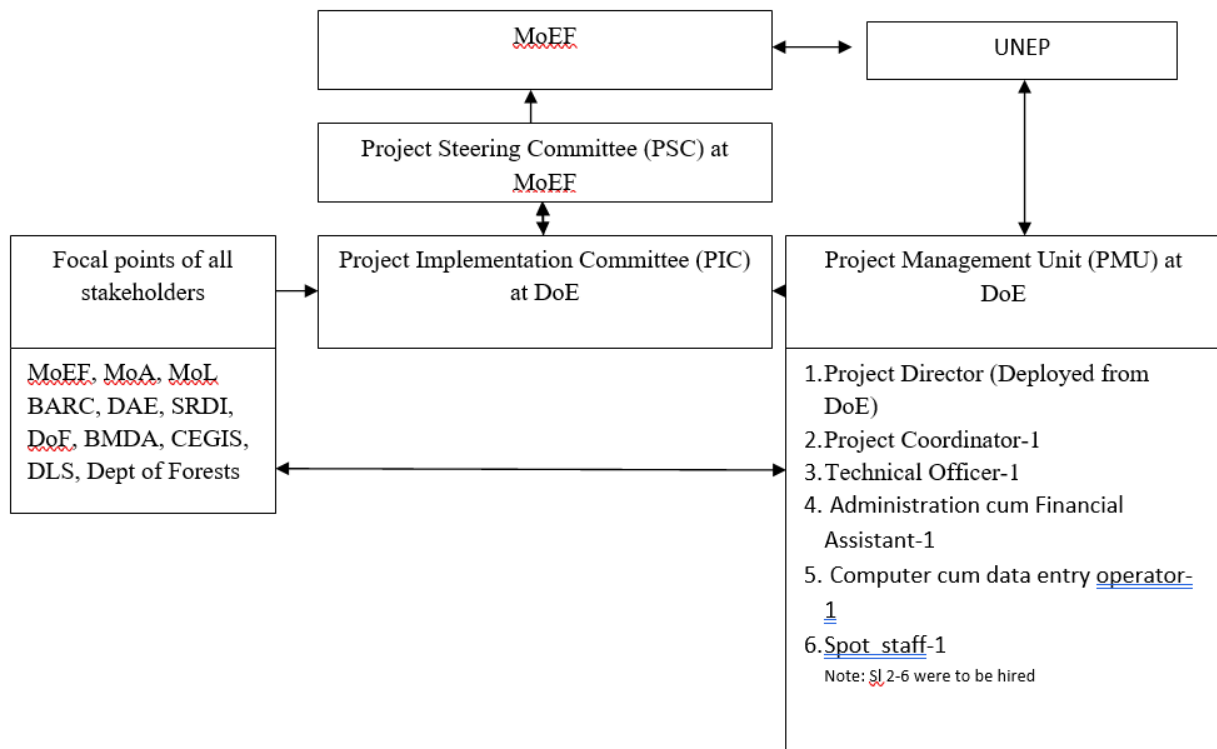 MoEF
UNEP
Project Steering Committee (PSC) at
MoEF
Focal points of all
stakeholders
MoEF, MoA, MoL
BARC, DAE, SRDI,
DoF, BMDA, CEGIS,
DLS, Dept of Forests
Project Implementation Committee (PIC)
at DoE
Project Management Unit (PMU) at
DoE
1.Project Director (Deployed from
DoE)
2.Project Coordinator-1
3.Technical Officer-1
4. Administration cum Financial
Assistant-1
5. Computer cum data entry operator-
1
6.Spot staff-1
Note: Sl 2-6 were to be hired